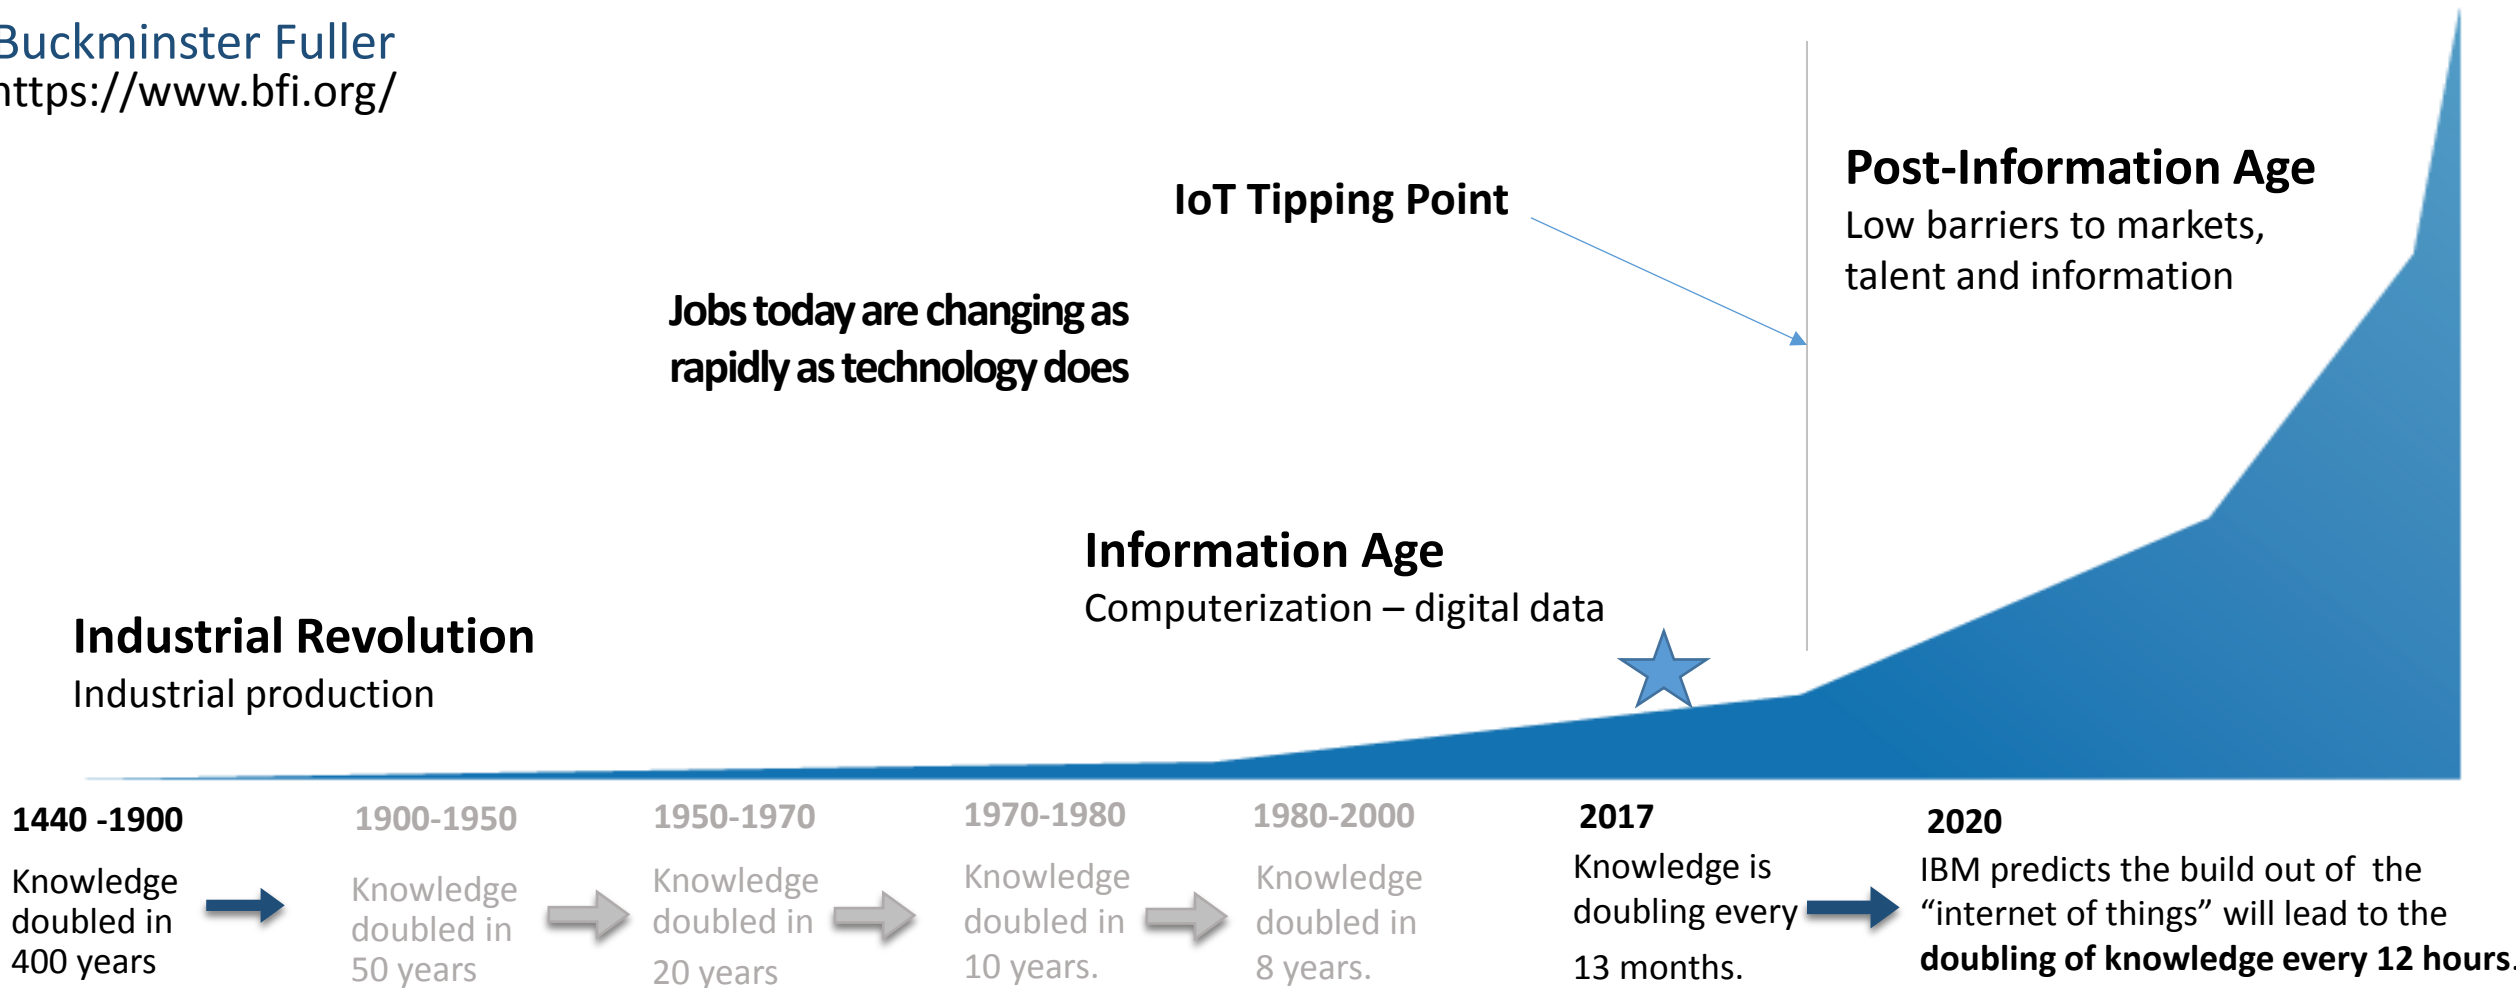 Buckminster Fuller
https://www.bfi.org/
IoT Tipping Point
Post-Information Age
Low barriers to markets,
talent and information
Jobs today are changing as
rapidly as technology does
Information Age
Computerization – digital data
Industrial Revolution
Industrial production
1440 -1900
Knowledge
doubled in
400 years
1900-1950
Knowledge
doubled in
50 years
1950-1970
Knowledge
doubled in
20 years
1970-1980
Knowledge
doubled in
10 years.
1980-2000
Knowledge
doubled in
8 years.
2017
Knowledge is
doubling every
13 months.
2020
IBM predicts the build out of  the
“internet of things” will lead to the
doubling of knowledge every 12 hours.